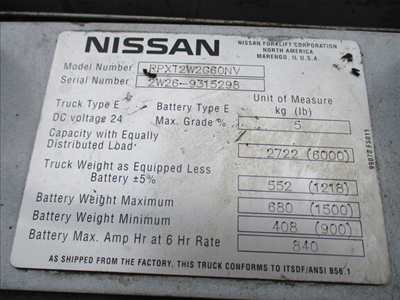 NISSAN
NISSAN FORKLIFT CORPORATION
NORTH AMERICA
MARENGO, IL U.S.A.
Model Number RPXT2W2G60NV
Serial Number 2W26-9315298
Unit of Measure
Truck Type E Battery Type E kg (lb)
DC voltage 24 Max. Grade% 5
Capacity with Equally
Distributed Load* 2722 (6000)
Truck Weight as Equipped Less
Battery ±5% 552 (1218)
Battery Weight Maximum 680 (1500)
Battery Weight Minimum 408 (900)
Battery Max. Amp Hr at 6 Hr Rate 840
AS SHIPPED FROM THE FACTORY, THIS TRUCK CONFORMS TO ITSDF/ANSI B56.1
99070 FS011